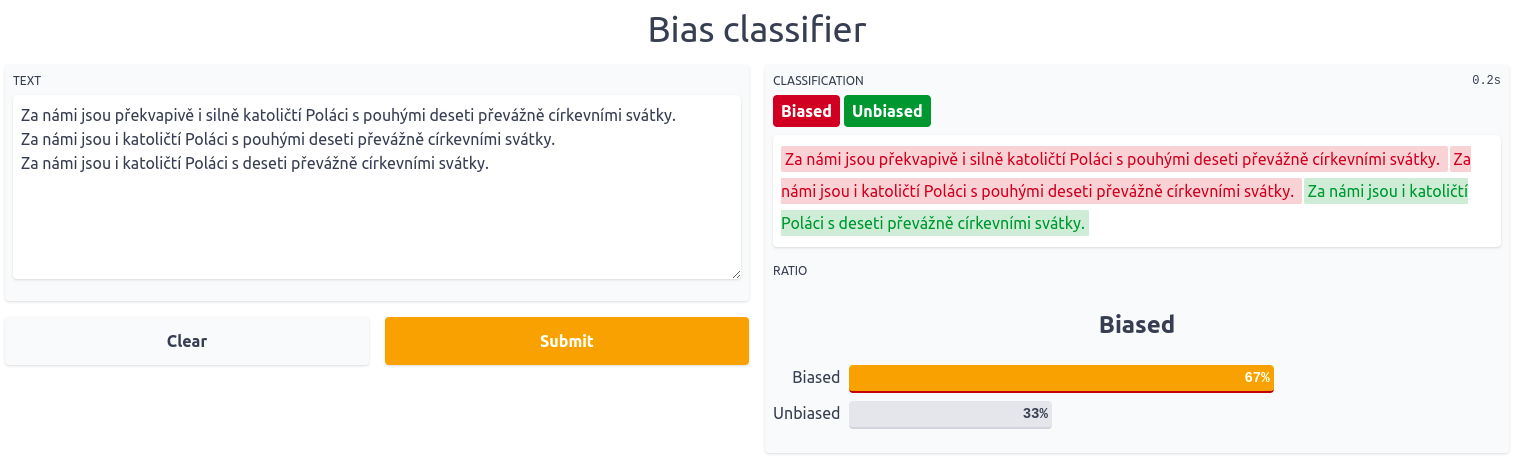 Bias classifier
TEXT
Za námi jsou překvapivě i silně katoličtí Poláci s pouhými deseti převážně církevními svátky.
Za námi jsou i katoličtí Poláci s pouhými deseti převážně církevními svátky.
Za námi jsou i katoličtí Poláci s deseti převážně církevními svátky.
Clear
Submit
CLASSIFICATION
0.2s
Biased Unbiased
Za námi jsou překvapivě i silně katoličtí Poláci s pouhými deseti převážně církevními svátky. Za
námi jsou i katoličtí Poláci s pouhými deseti převážně církevními svátky. Za námi jsou i katoličtí
Poláci s deseti převážně církevními svátky.
RATIO
Biased
Biased 67%
Unbiased 33%